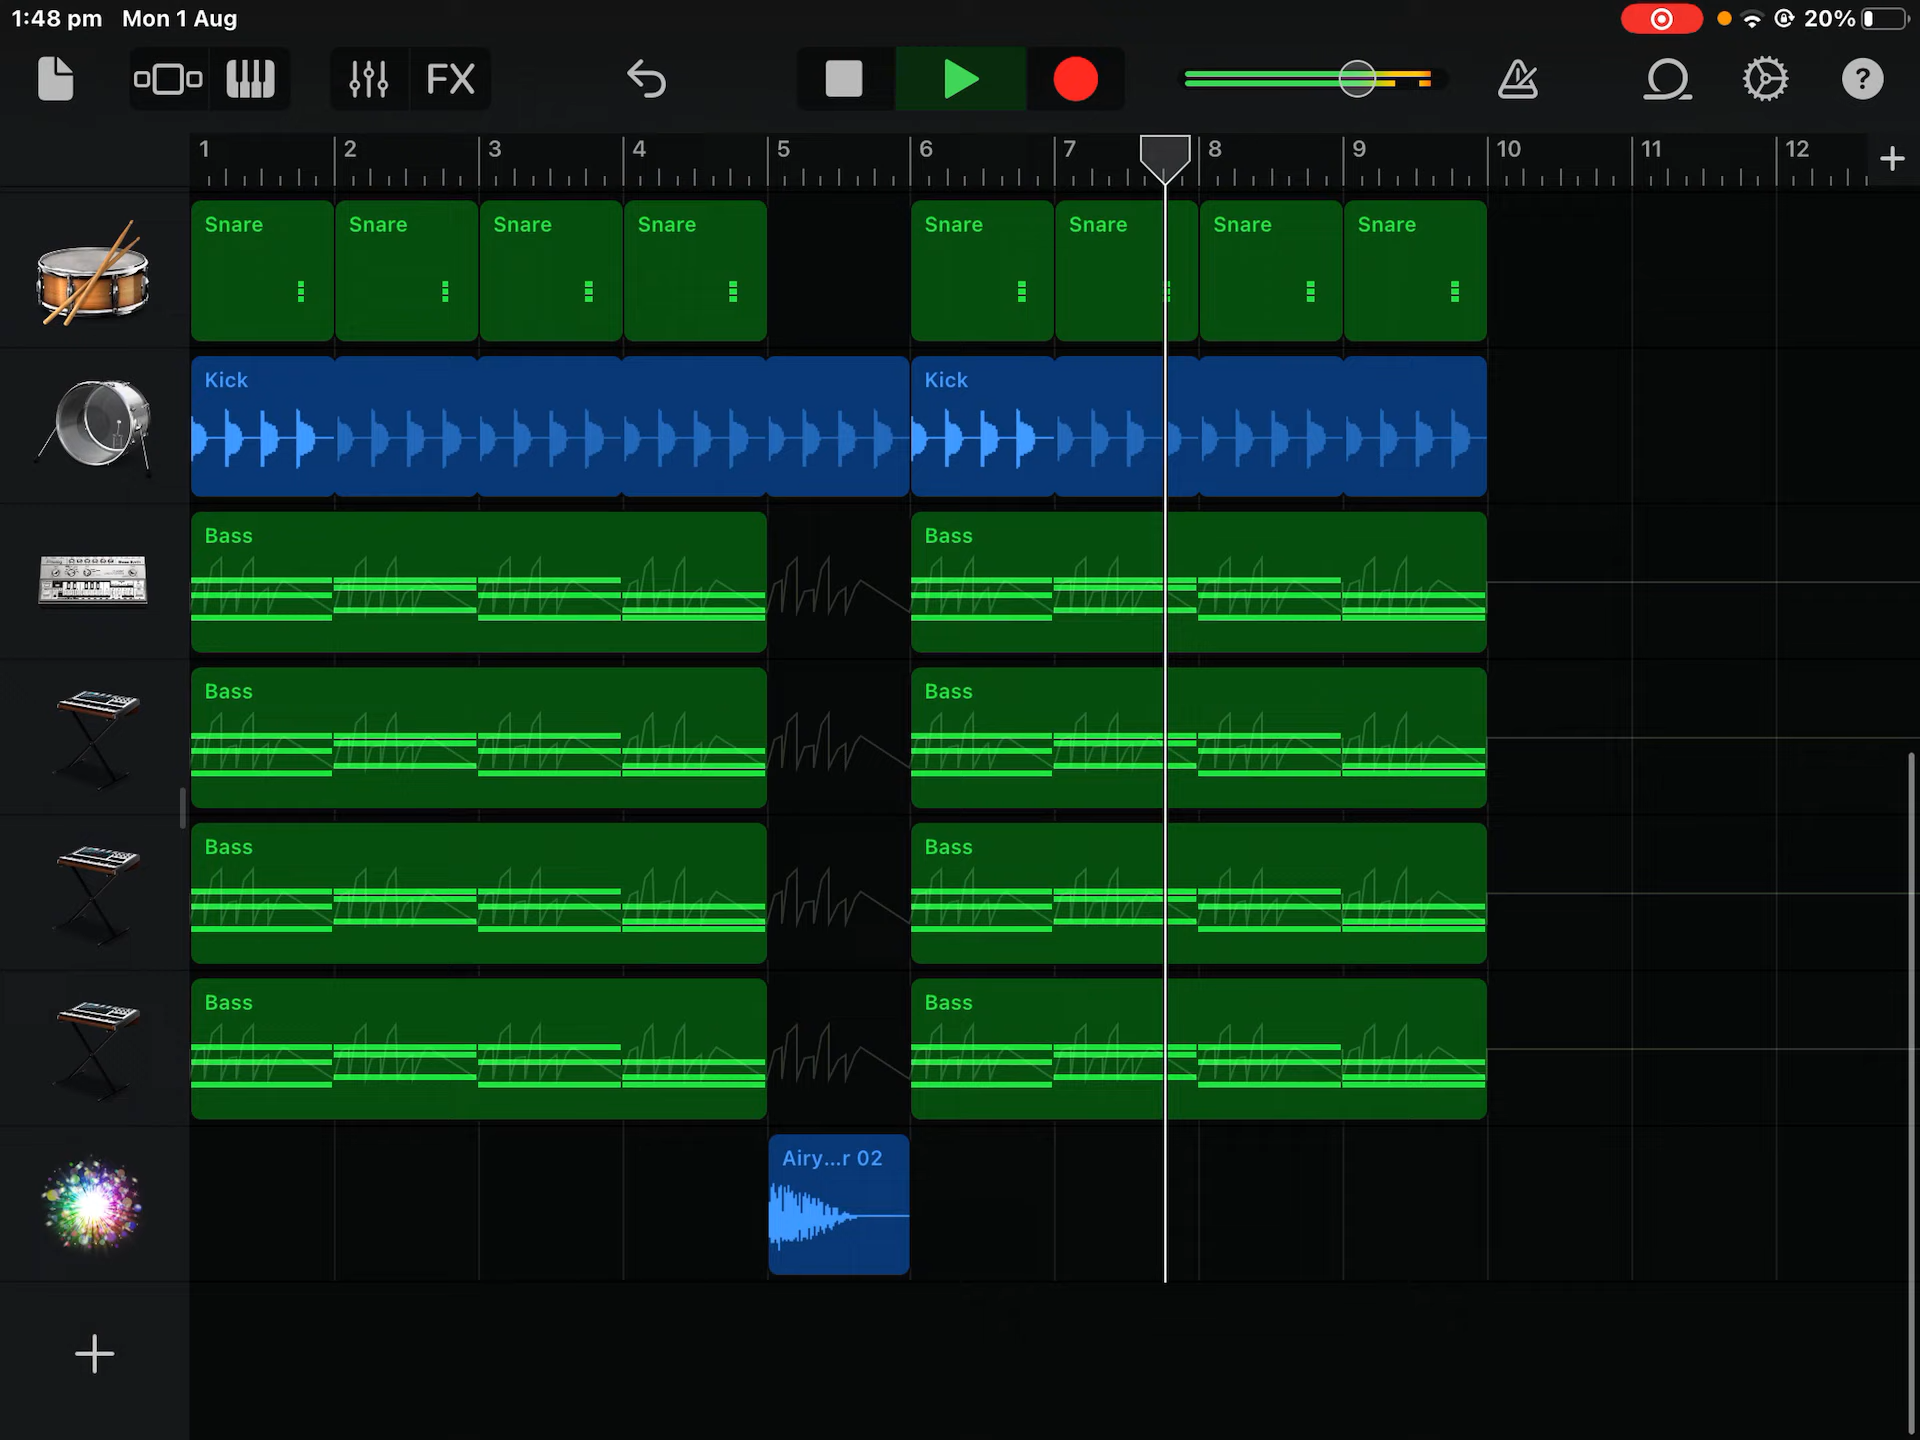 1:48 pm Mon 1 Aug 20%
FX ?
1 2 3 4 5 6 7 8 9 10 11 12
Snare Snare Snare Snare Snare Snare Snare Snare
Kick Kick
Bass Bass
Bass Bass
Bass Bass
Bass Bass
Airy...r 02